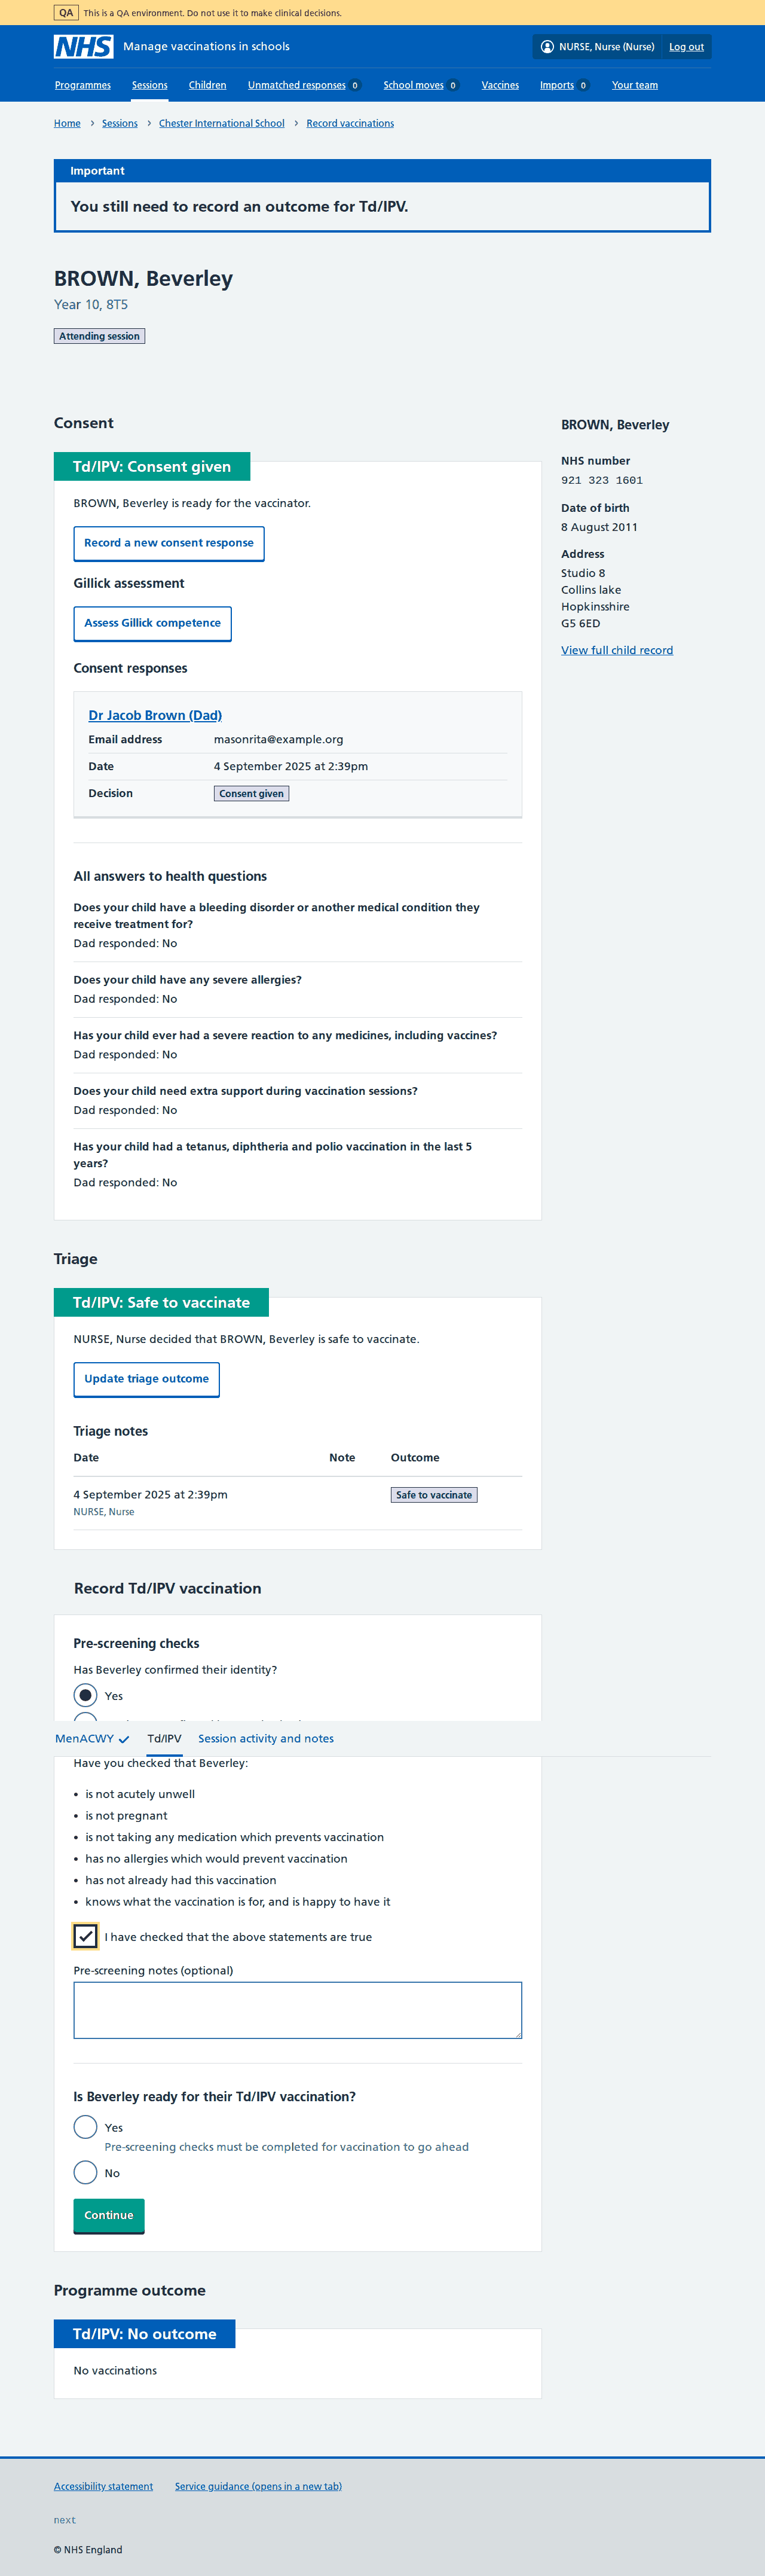 QA This is a QA environment. Do not use it to make clinical decisions.
NHS Manage vaccinations in schools NURSE, Nurse (Nurse) Log out
Programmes Sessions Children Unmatched responses 0 School moves 0 Vaccines Imports 0 Your team
Home Sessions Chester International School Record vaccinations
Important
You still need to record an outcome for Td/IPV.
BROWN, Beverley
Year 10, 8T5
Attending session
Consent
Td/IPV: Consent given
BROWN, Beverley is ready for the vaccinator.
Record a new consent response
Gillick assessment
Assess Gillick competence
Consent responses
Dr Jacob Brown (Dad)
Email address masonrita@example.org
Date 4 September 2025 at 2:39pm
Decision Consent given
All answers to health questions
Does your child have a bleeding disorder or another medical condition they
receive treatment for?
Dad responded: No
Does your child have any severe allergies?
Dad responded: No
Has your child ever had a severe reaction to any medicines, including vaccines?
Dad responded: No
Does your child need extra support during vaccination sessions?
Dad responded: No
Has your child had a tetanus, diphtheria and polio vaccination in the last 5
years?
Dad responded: No
BROWN, Beverley
NHS number
921 323 1601
Date of birth
8 August 2011
Address
Studio 8
Collins lake
Hopkinsshire
G5 6ED
View full child record
Triage
Td/IPV: Safe to vaccinate
NURSE, Nurse decided that BROWN, Beverley is safe to vaccinate.
Update triage outcome
Triage notes
Date Note Outcome
4 September 2025 at 2:39pm Safe to vaccinate
NURSE, Nurse
Record Td/IPV vaccination
Pre-screening checks
Has Beverley confirmed their identity?
Yes
MenACWY Td/IPV Session activity and notes
Have you checked that Beverley:
• is not acutely unwell
• is not pregnant
• is not taking any medication which prevents vaccination
• has no allergies which would prevent vaccination
• has not already had this vaccination
• knows what the vaccination is for, and is happy to have it
I have checked that the above statements are true
Pre-screening notes (optional)
Is Beverley ready for their Td/IPV vaccination?
Yes
Pre-screening checks must be completed for vaccination to go ahead
No
Continue
Programme outcome
Td/IPV: No outcome
No vaccinations
Accessibility statement Service guidance (opens in a new tab)
next
© NHS England